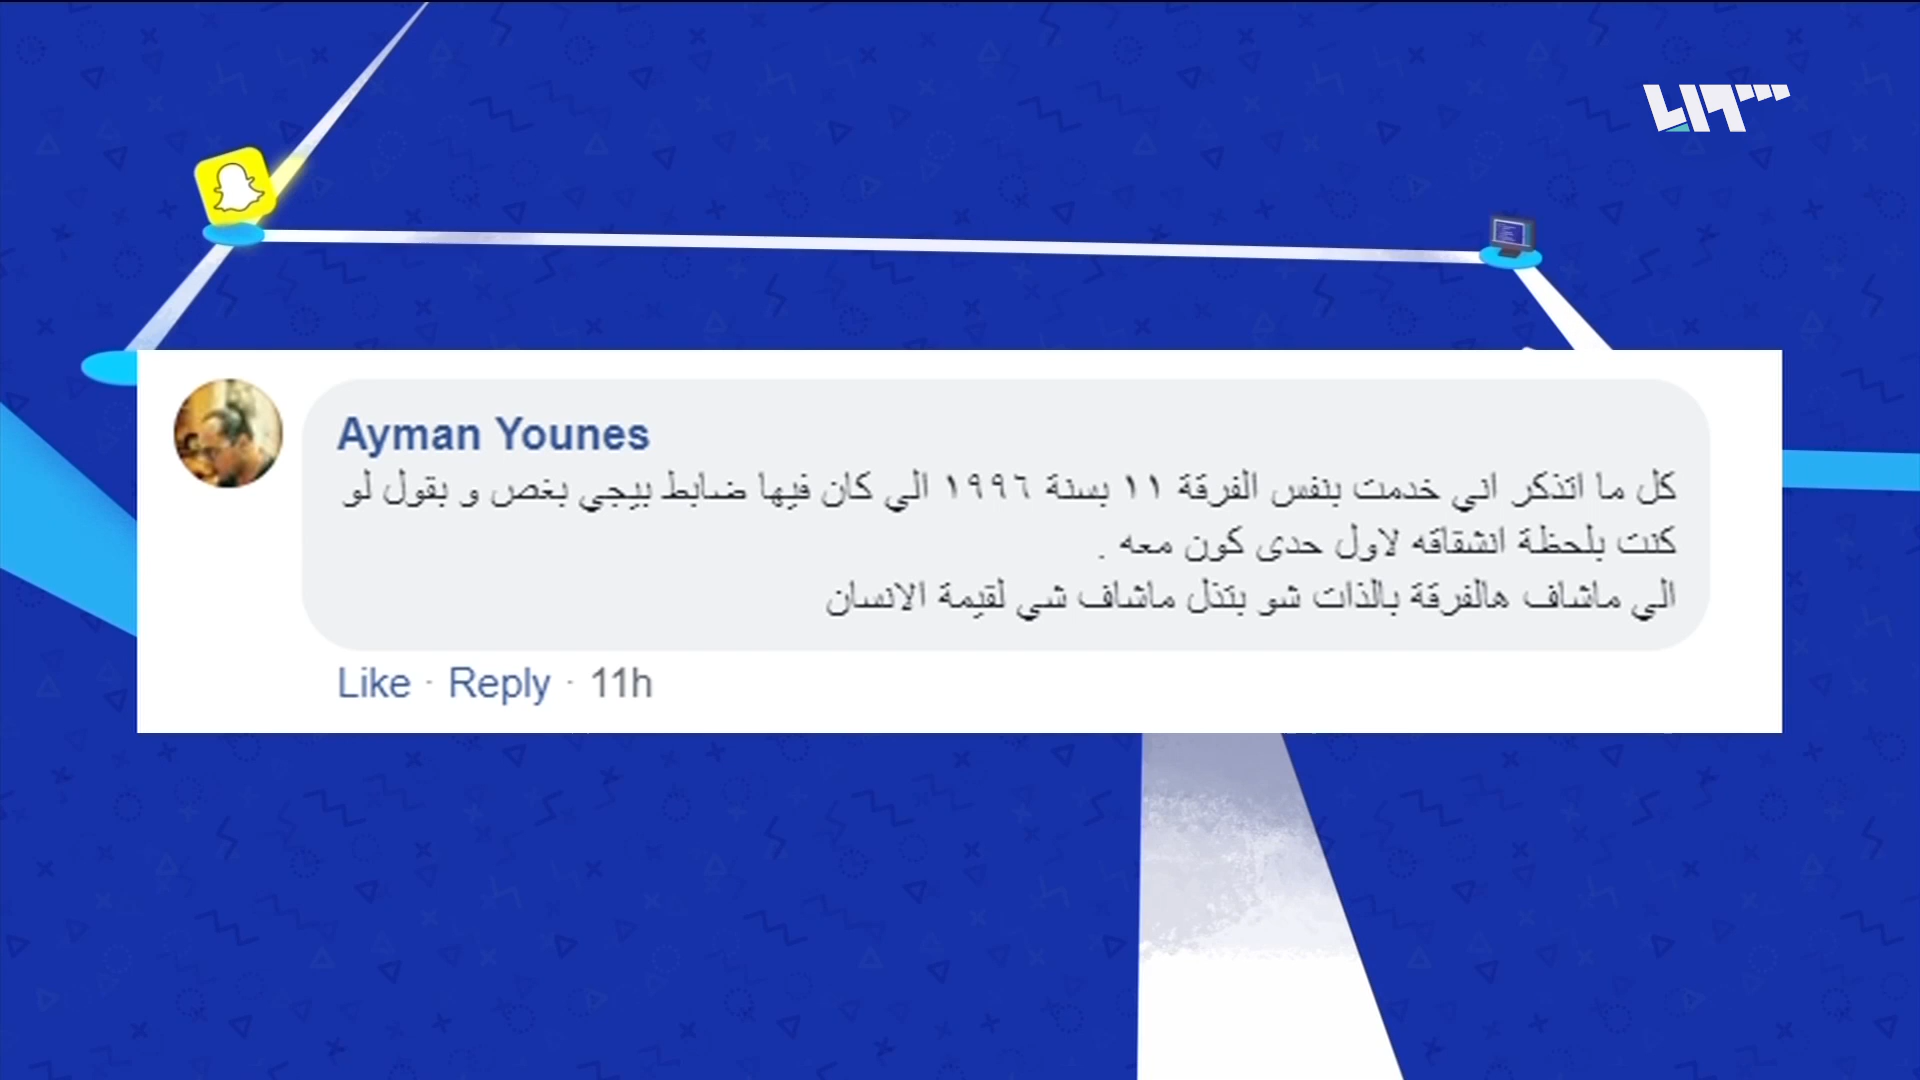 Ayman Younes
كل ما اتذكر اني خدمت بنفس الفرقة ١١ بسنة ١٩٩٦ الي كان فيها ضابط بيجي بغص و بقول لو
كنت بلحظة انشقاقه لاول حدى كون معه .
الي ماشاف هالفرقة بالذات شو بتذل ماشاف شي لقيمة الانسان
Like · Reply · 11h